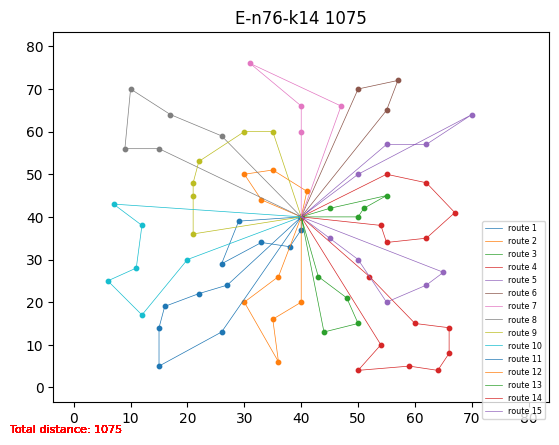 E-n76-k14 1075
80
70
60
50
40
30
20
10
0
0 10 20 30 40 50 60 70 80
route 1
route 2
route 3
route 4
route 5
route 6
route 7
route 8
route 9
route 10
route 11
route 12
route 13
route 14
route 15
Total distance: 1075